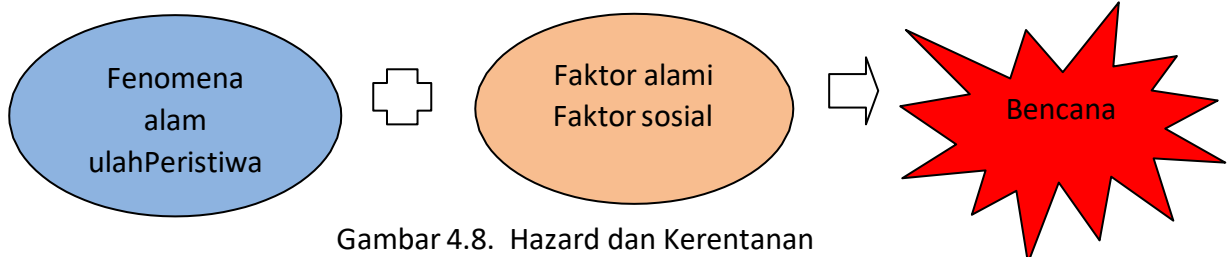 Fenomena
alam
ulahPeristiwa
Faktor alami
Faktor sosial
Bencana
Gambar 4.8. Hazard dan Kerentanan